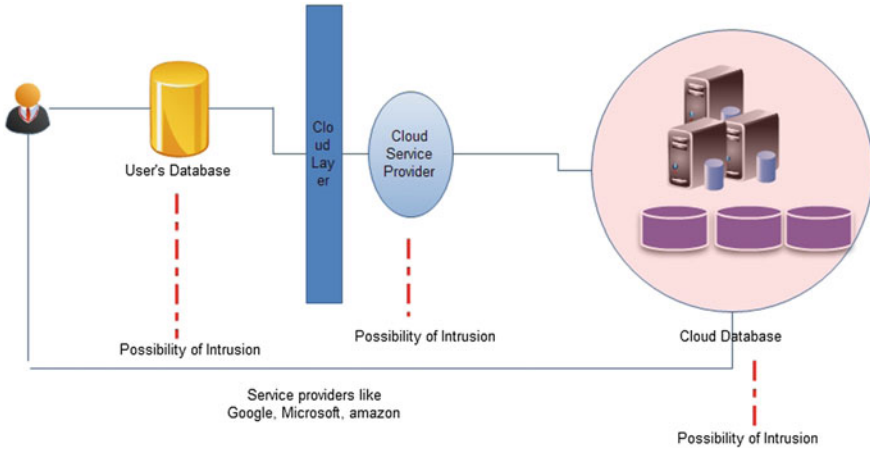 Clo
ud
Lay
er
Cloud
Service
Provider
User's Database
Possibility of Intrusion
Possibility of Intrusion
Cloud Database
Service providers like
Google, Microsoft, amazon
Possibility of Intrusion